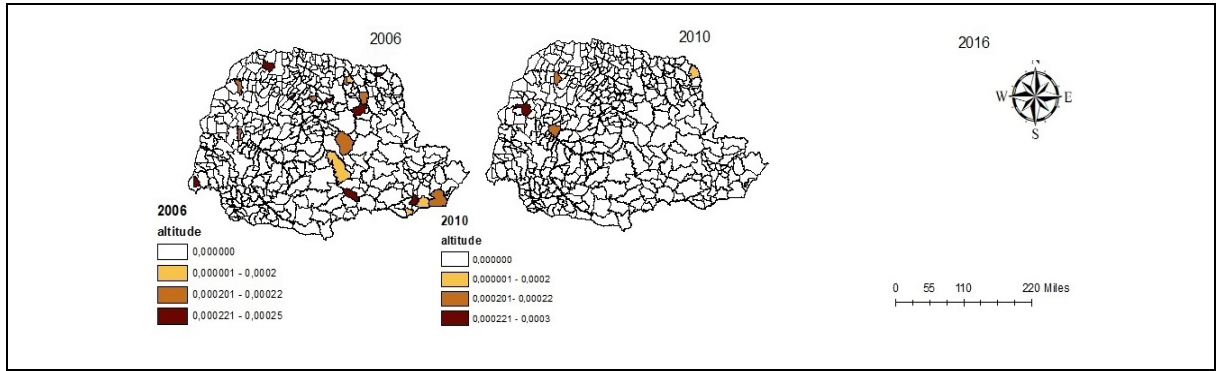 2006
2010
2016
N
W E
S
2006
altitude
0,000000
0,000001 - 0,0002
0,000201 - 0,00022
0,000221 - 0,00025
2010
altitude
0,000000
0,000001 - 0,0002
0,000201- 0,00022
0,000221 - 0,0003
0 55 110 220 Miles